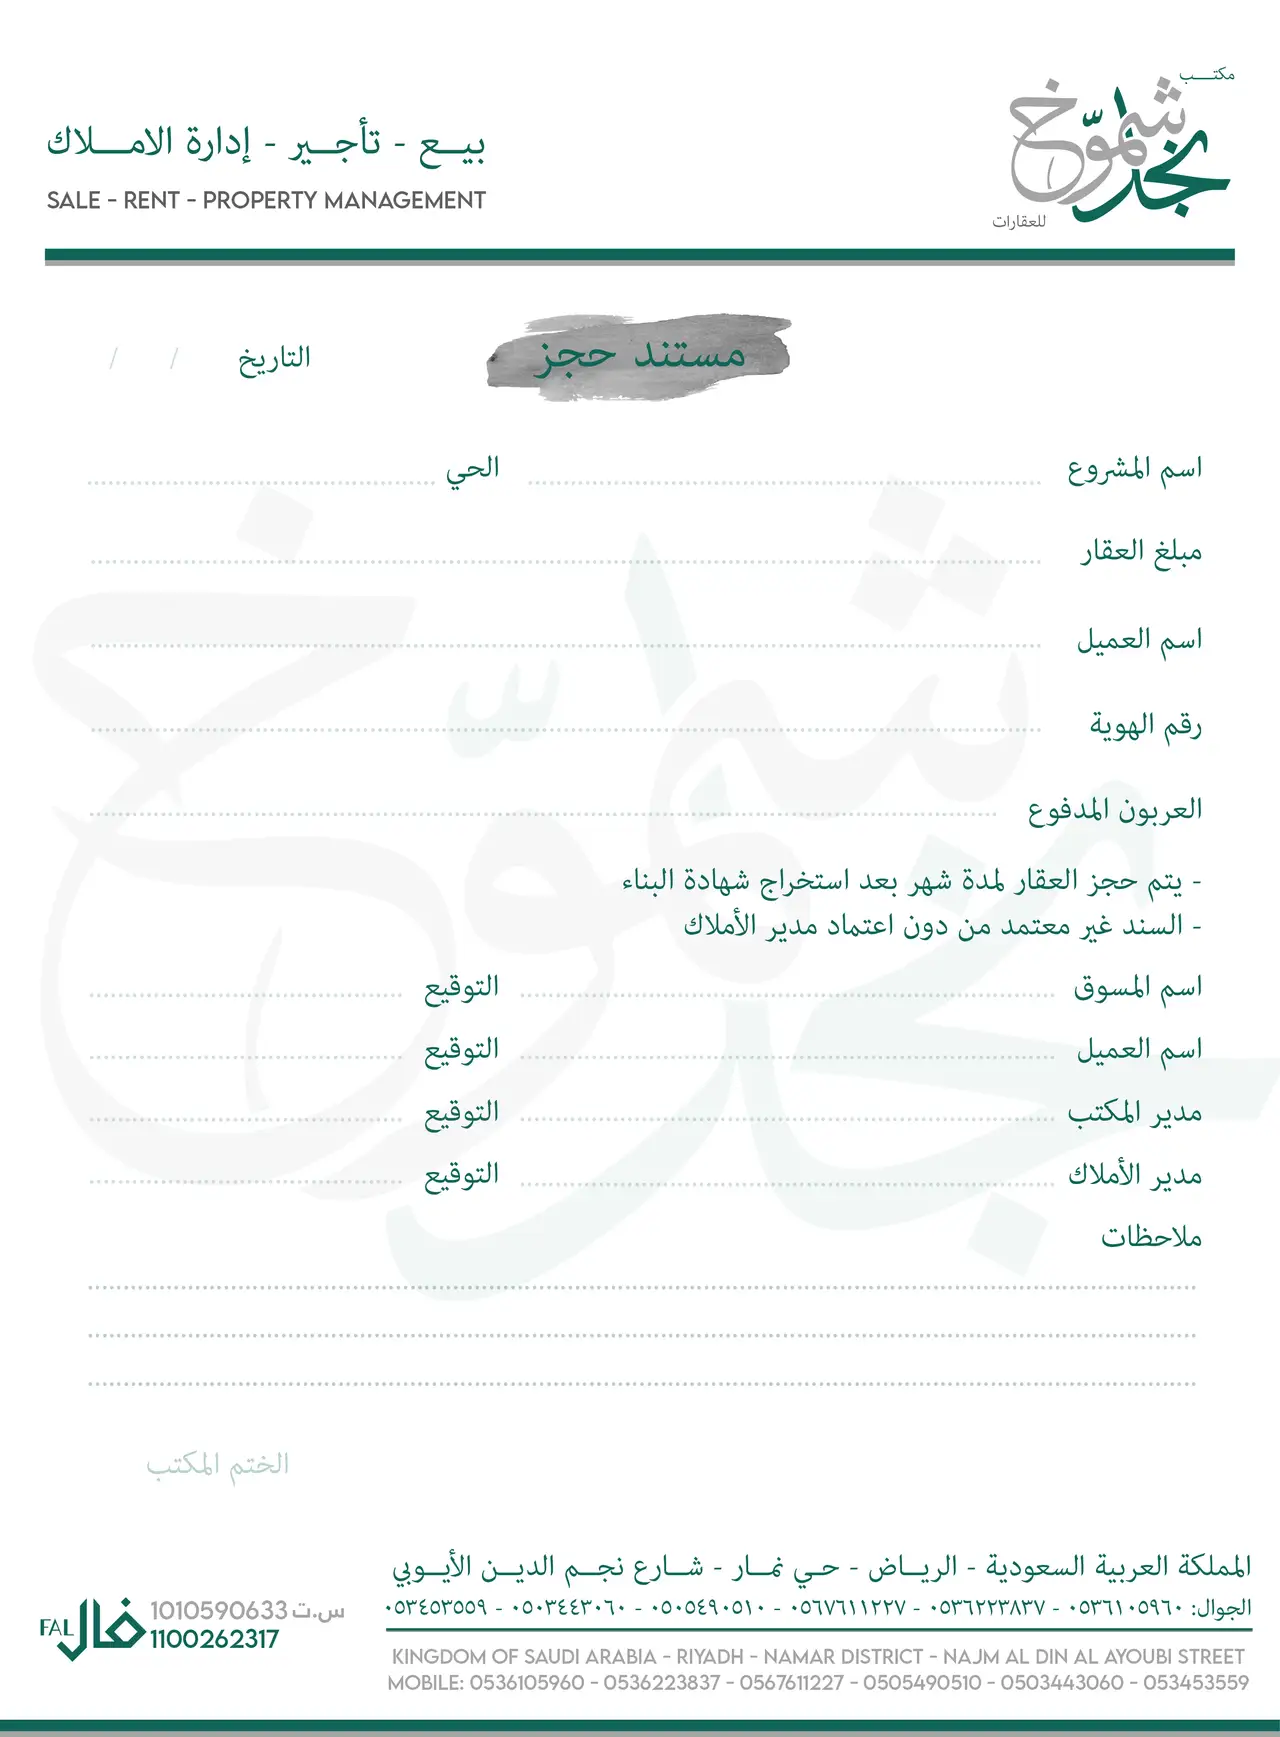 مكتب
شموخ نجد
للعقارات
بيع - تأجير - إدارة الاملاك
SALE - RENT - PROPERTY MANAGEMENT
مستند حجز
التاريخ / /
اسم المشروع الحي
مبلغ العقار
اسم العميل
رقم الهوية
العربون المدفوع
- يتم حجز العقار لمدة شهر بعد استخراج شهادة البناء
- السند غير معتمد من دون اعتماد مدير الأملاك
اسم المسوق التوقيع
اسم العميل التوقيع
مدير المكتب التوقيع
مدير الأملاك التوقيع
ملاحظات
الختم المكتب
المملكة العربية السعودية - الرياض - حي نمار - شارع نجم الدين الأيوبي
الجوال: ٠٥٣٦١٠٥٩٦٠ - ٠٥٣٦٢٢٣٨٣٧ - ٠٥٦٧٦١١٢٢٧ - ٠٥٠٥٤٩٠٥١٠ - ٠٥٠٣٤٤٣٠٦٠ - ٠٥٣٤٥٣٥٥٩
KINGDOM OF SAUDI ARABIA - RIYADH - NAMAR DISTRICT - NAJM AL DIN AL AYOUBI STREET
MOBILE: 0536105960 - 0536223837 - 0567611227 - 0505490510 - 0503443060 - 053453559
س.ت 1010590633
FAL فال 1100262317